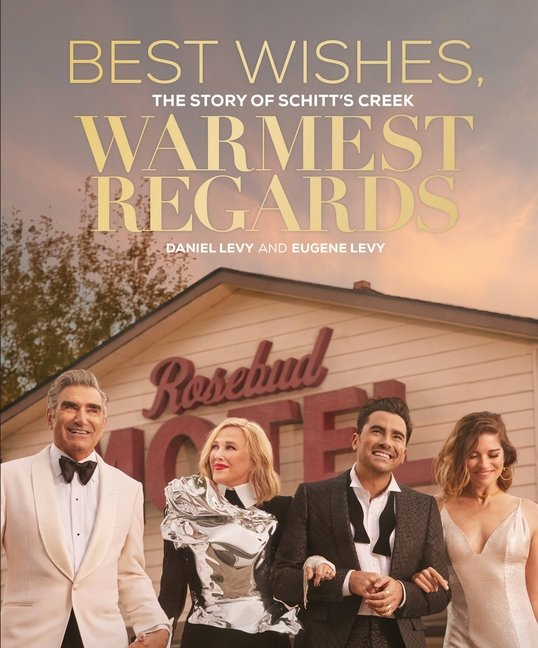 BEST WISHES,
THE STORY OF SCHITT'S CREEK
WARMEST
REGARDS
DANIEL LEVY AND EUGENE LEVY
Rosebud
MOTEL